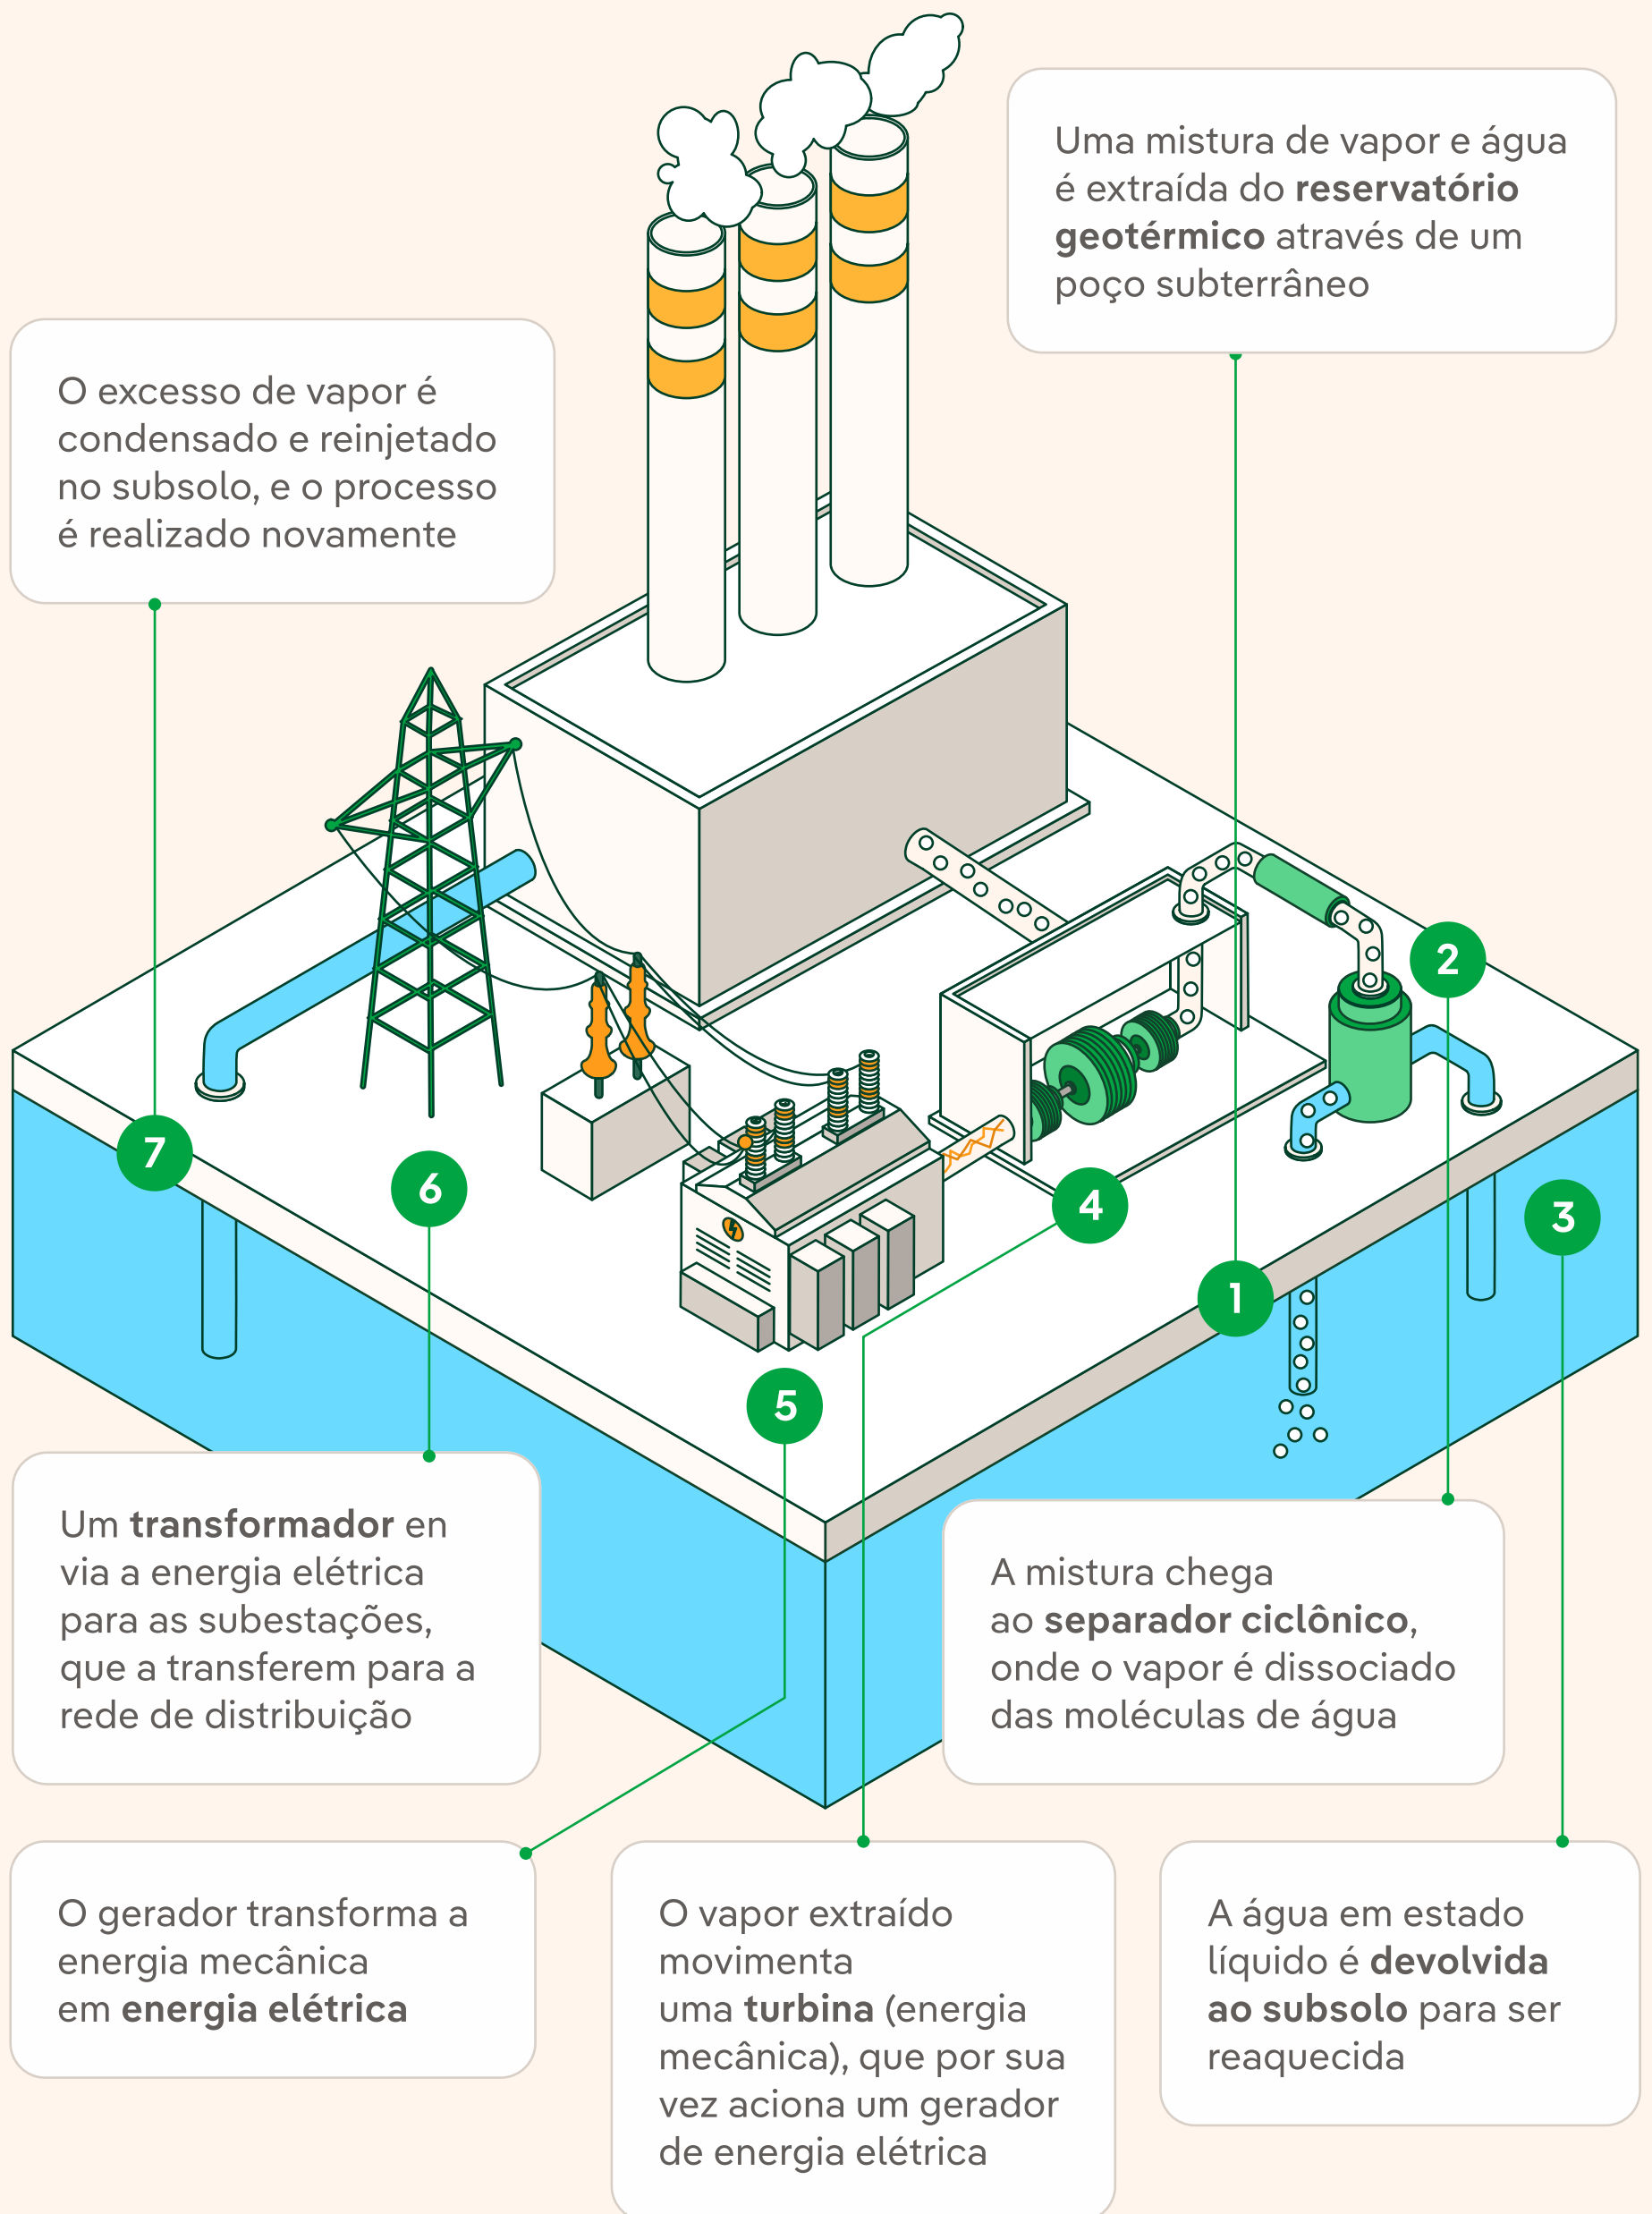 Uma mistura de vapor e água
é extraída do reservatório
geotérmico através de um
poço subterrâneo
O excesso de vapor é
condensado e reinjetado
no subsolo, e o processo
é realizado novamente
2
7
6
4
3
1
5
Um transformador en
via a energia elétrica
para as subestações,
que a transferem para a
rede de distribuição
A mistura chega
ao separador ciclônico,
onde o vapor é dissociado
das moléculas de água
O gerador transforma a
energia mecânica
em energia elétrica
O vapor extraído
movimenta
uma turbina (energia
mecânica), que por sua
vez aciona um gerador
de energia elétrica
A água em estado
líquido é devolvida
ao subsolo para ser
reaquecida